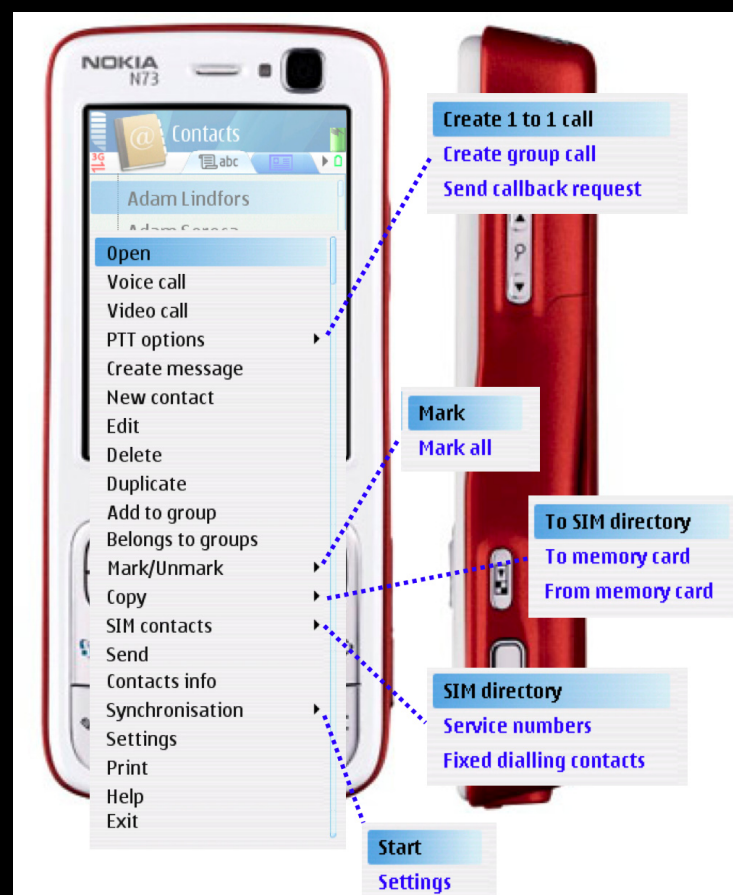 NOKIA
N73
Contacts
3G
abc
Adam Lindfors
Open
Voice call
Video call
PTT options
Create message
New contact
Edit
Delete
Duplicate
Add to group
Belongs to groups
Mark/Unmark
Copy
SIM contacts
Send
Contacts info
Synchronisation
Settings
Print
Help
Exit
Create 1 to 1 call
Create group call
Send callback request
Mark
Mark all
To SIM directory
To memory card
From memory card
SIM directory
Service numbers
Fixed dialling contacts
Start
Settings